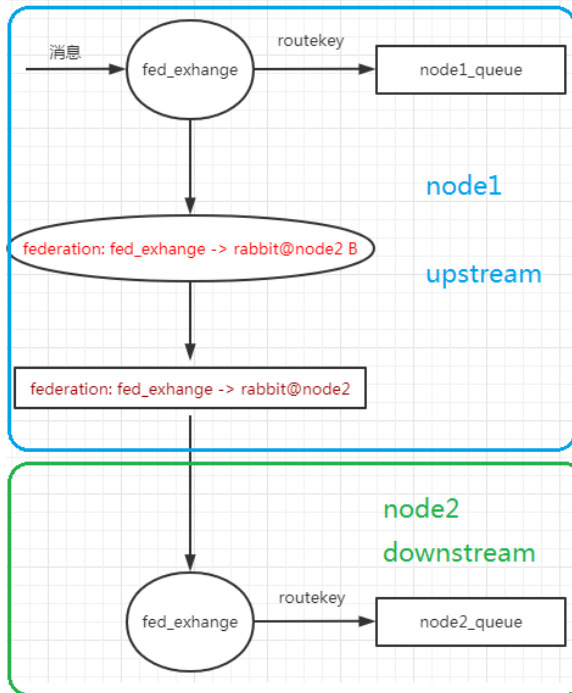 消息
fed_exhange
routekey
node1_queue
node1
upstream
federation: fed_exhange -> rabbit@node2 B
federation: fed_exhange -> rabbit@node2
node2
downstream
fed_exhange
routekey
node2_queue